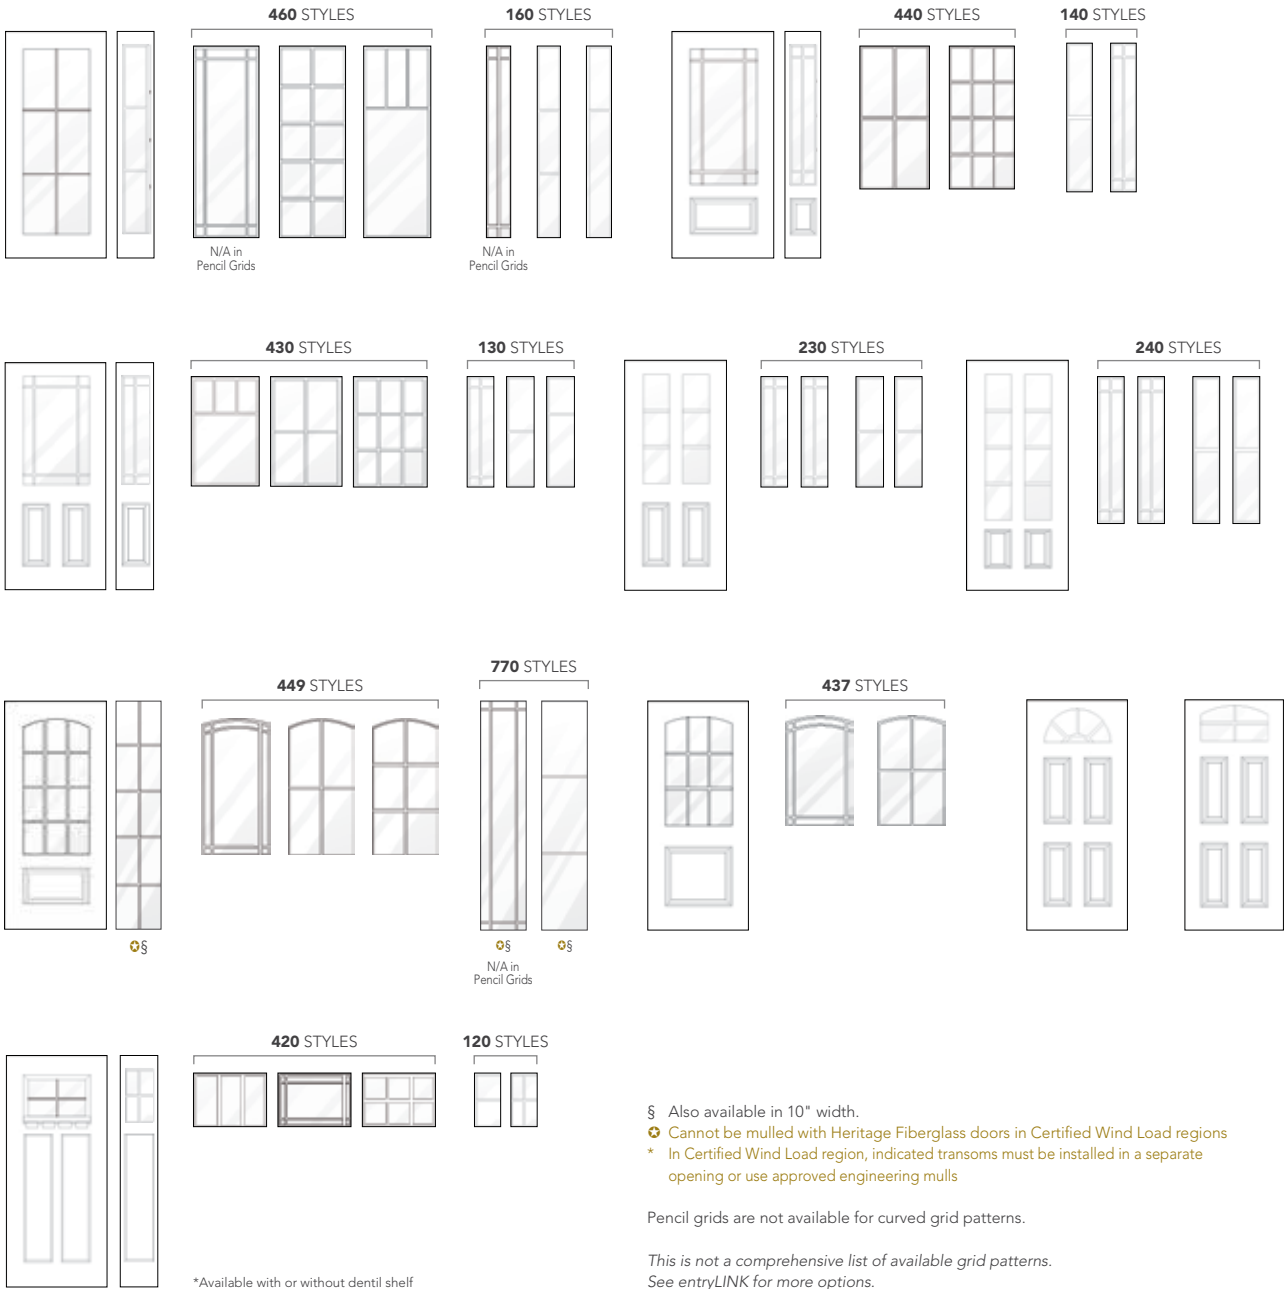 460 STYLES
160 STYLES
440 STYLES
140 STYLES
N/A in
Pencil Grids
N/A in
Pencil Grids
430 STYLES
130 STYLES
230 STYLES
240 STYLES
770 STYLES
449 STYLES
437 STYLES
✪§
✪§
✪§
N/A in
Pencil Grids
420 STYLES
120 STYLES
§ Also available in 10" width.
✪ Cannot be mulled with Heritage Fiberglass doors in Certified Wind Load regions
* In Certified Wind Load region, indicated transoms must be installed in a separate
opening or use approved engineering mulls
Pencil grids are not available for curved grid patterns.
This is not a comprehensive list of available grid patterns.
See entryLINK for more options.
*Available with or without dentil shelf